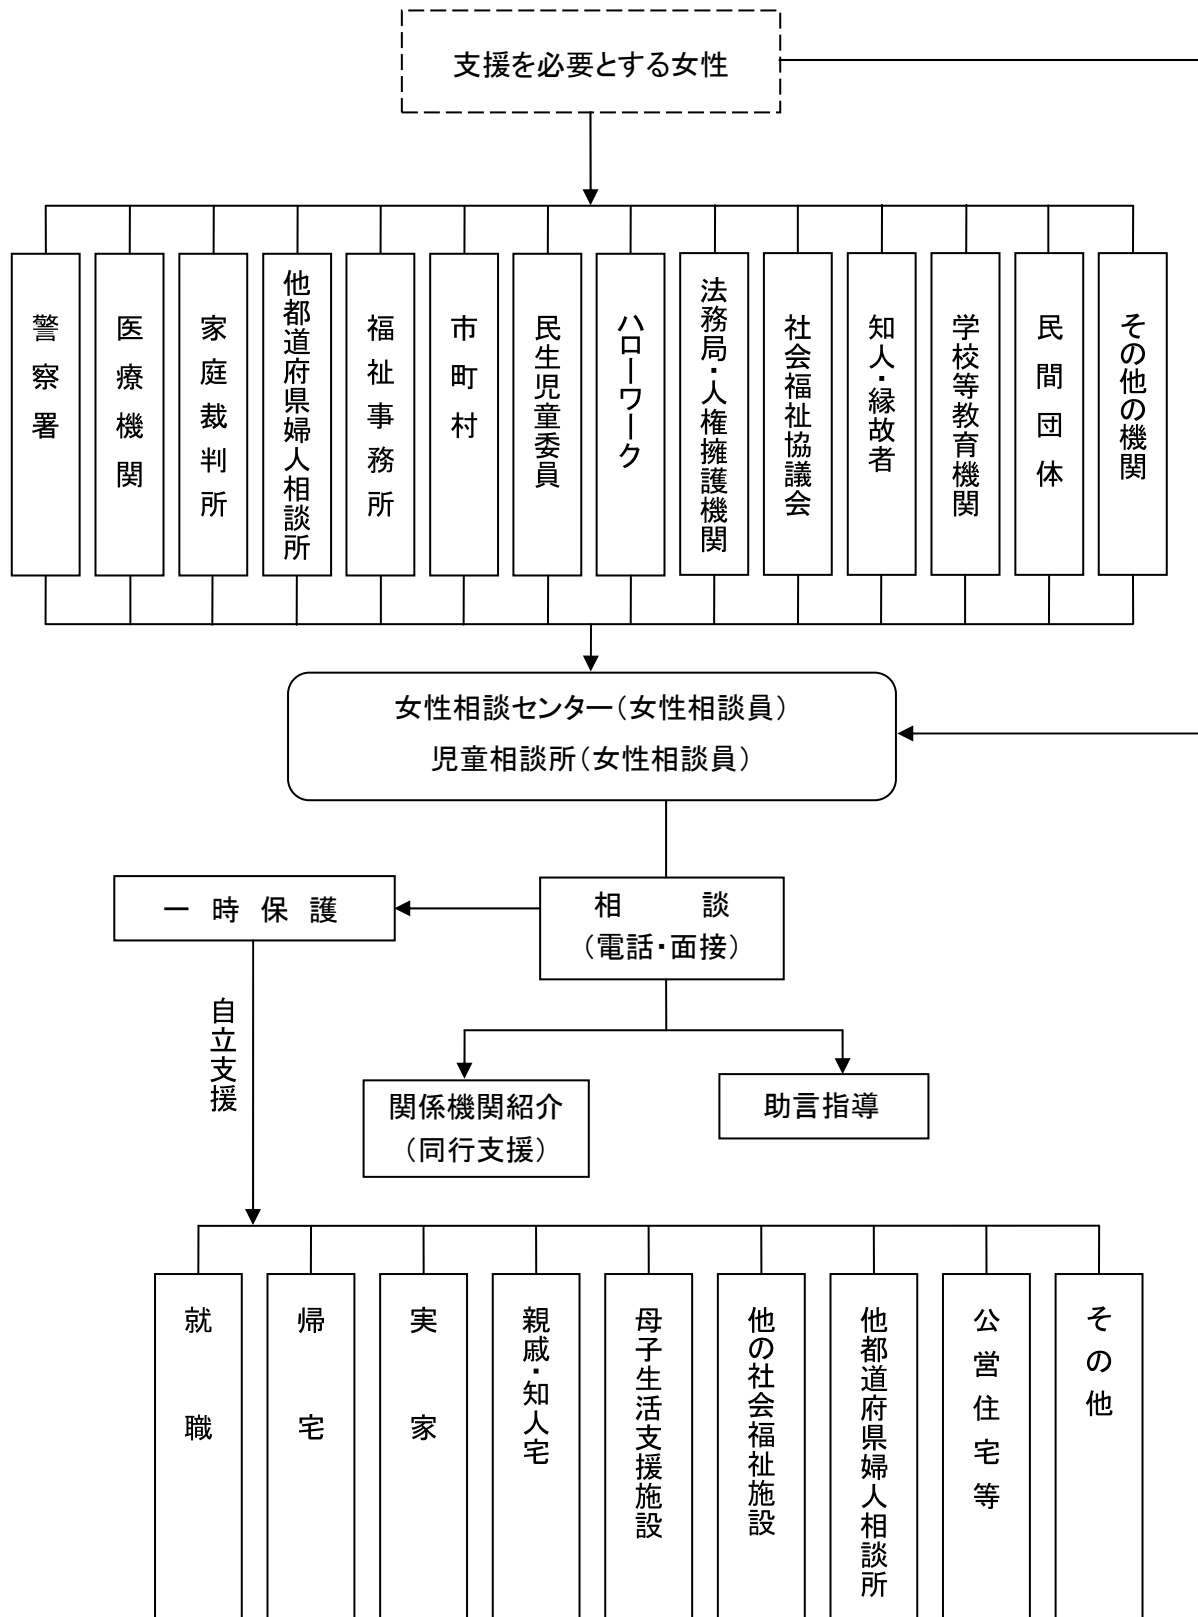 支援を必要とする女性
警察署
医療機関
家庭裁判所
他都道府県婦人相談所
福祉事務所
市町村
民生児童委員
ハローワーク
法務局・人権擁護機関
社会福祉協議会
知人・縁故者
学校等教育機関
民間団体
その他の機関
女性相談センター（女性相談員）
児童相談所（女性相談員）
相　　談
（電話・面接）
一時保護
自立支援
関係機関紹介
（同行支援）
助言指導
就職
帰宅
実家
親戚・知人宅
母子生活支援施設
他の社会福祉施設
他都道府県婦人相談所
公営住宅等
その他